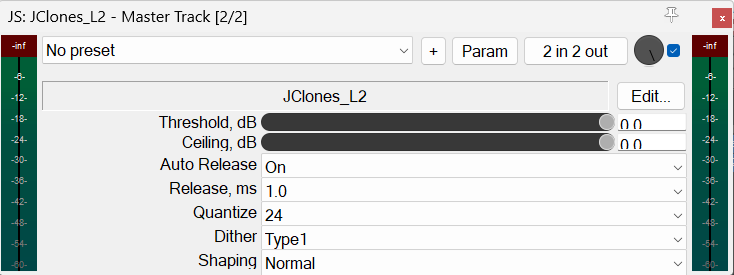 JS: JClones_L2 - Master Track [2/2]
x
-inf
No preset
+
Param
2 in 2 out
-inf
-6-
-12-
-18-
-24-
-30-
-36-
-42-
-48-
-54-
-60-
JClones_L2
Edit...
Threshold, dB 0.0
Ceiling, dB 0.0
Auto Release On
Release, ms 1.0
Quantize 24
Dither Type1
Shaping Normal
-6-
-12-
-18-
-24-
-30-
-36-
-42-
-48-
-54-
-60-